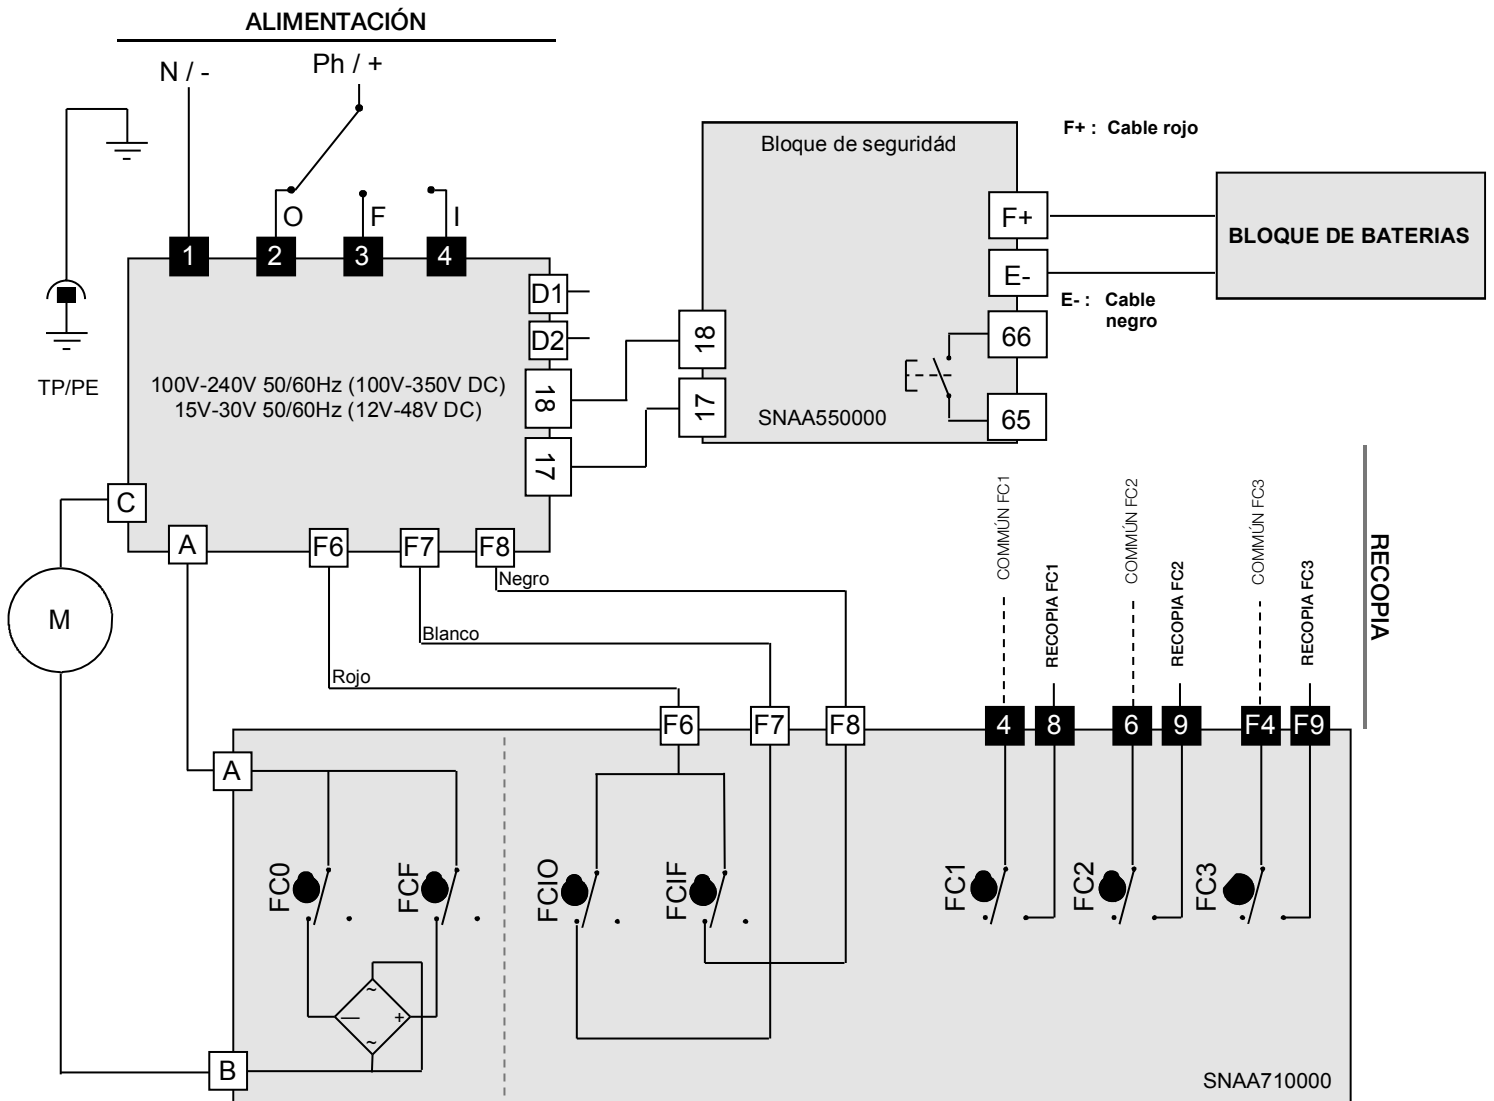 ALIMENTACIÓN
N / -
Ph / +
O
F
I
1
2
3
4
TP/PE
100V-240V 50/60Hz (100V-350V DC)
15V-30V 50/60Hz (12V-48V DC)
D1
D2
18
17
C
A
F6
F7
F8
Negro
Blanco
Rojo
M
Bloque de seguridád
18
17
SNAA550000
F+
E-
66
65
F+ : Cable rojo
E- : Cable
negro
BLOQUE DE BATERIAS
COMMÚN FC1
RECOPIA FC1
COMMÚN FC2
RECOPIA FC2
COMMÚN FC3
RECOPIA FC3
RECOPIA
F6
F7
F8
4
8
6
9
F4
F9
A
B
FC0
FCF
FCIO
FCIF
FC1
FC2
FC3
~
—
+
~
SNAA710000